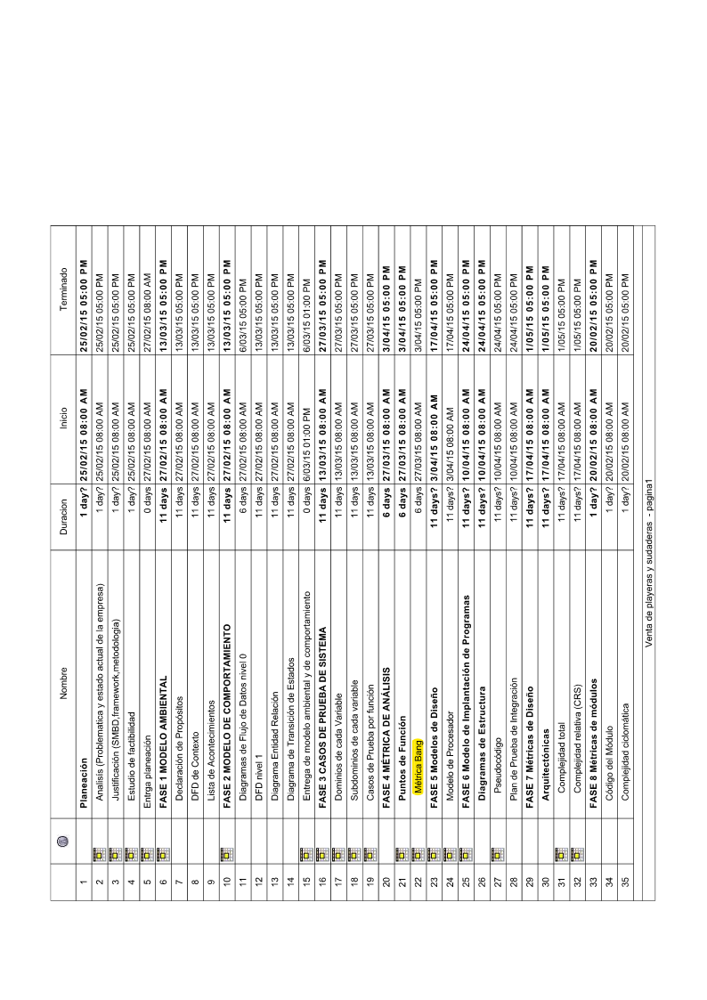 Nombre Duracion Inicio Terminado
1 Planeación 1 day? 25/02/15 08:00 AM 25/02/15 05:00 PM
2 Analisis (Problematica y estado actual de la empresa) 1 day? 25/02/15 08:00 AM 25/02/15 05:00 PM
3 Justificación (SMBD,framework,metodologia) 1 day? 25/02/15 08:00 AM 25/02/15 05:00 PM
4 Estudio de factibilidad 1 day? 25/02/15 08:00 AM 25/02/15 05:00 PM
5 Entrga planeación 0 days 27/02/15 08:00 AM 27/02/15 08:00 AM
6 FASE 1 MODELO AMBIENTAL 11 days 27/02/15 08:00 AM 13/03/15 05:00 PM
7 Declaración de Propósitos 11 days 27/02/15 08:00 AM 13/03/15 05:00 PM
8 DFD de Contexto 11 days 27/02/15 08:00 AM 13/03/15 05:00 PM
9 Lista de Acontecimientos 11 days 27/02/15 08:00 AM 13/03/15 05:00 PM
10 FASE 2 MODELO DE COMPORTAMIENTO 11 days 27/02/15 08:00 AM 13/03/15 05:00 PM
11 Diagramas de Flujo de Datos nivel 0 6 days 27/02/15 08:00 AM 6/03/15 05:00 PM
12 DFD nivel 1 11 days 27/02/15 08:00 AM 13/03/15 05:00 PM
13 Diagrama Entidad Relación 11 days 27/02/15 08:00 AM 13/03/15 05:00 PM
14 Diagrama de Transición de Estados 11 days 27/02/15 08:00 AM 13/03/15 05:00 PM
15 Entrega de modelo ambiental y de comportamiento 0 days 6/03/15 01:00 PM 6/03/15 01:00 PM
16 FASE 3 CASOS DE PRUEBA DE SISTEMA 11 days 13/03/15 08:00 AM 27/03/15 05:00 PM
17 Dominios de cada Variable 11 days 13/03/15 08:00 AM 27/03/15 05:00 PM
18 Subdominios de cada variable 11 days 13/03/15 08:00 AM 27/03/15 05:00 PM
19 Casos de Prueba por función 11 days 13/03/15 08:00 AM 27/03/15 05:00 PM
20 FASE 4 MÉTRICA DE ANÁLISIS 6 days 27/03/15 08:00 AM 3/04/15 05:00 PM
21 Puntos de Función 6 days 27/03/15 08:00 AM 3/04/15 05:00 PM
22 Métrica Bang 6 days 27/03/15 08:00 AM 3/04/15 05:00 PM
23 FASE 5 Modelos de Diseño 11 days? 3/04/15 08:00 AM 17/04/15 05:00 PM
24 Modelo de Procesador 11 days? 3/04/15 08:00 AM 17/04/15 05:00 PM
25 FASE 6 Modelo de Implantación de Programas 11 days? 10/04/15 08:00 AM 24/04/15 05:00 PM
26 Diagramas de Estructura 11 days? 10/04/15 08:00 AM 24/04/15 05:00 PM
27 Pseudocódigo 11 days? 10/04/15 08:00 AM 24/04/15 05:00 PM
28 Plan de Prueba de Integración 11 days? 10/04/15 08:00 AM 24/04/15 05:00 PM
29 FASE 7 Métricas de Diseño 11 days? 17/04/15 08:00 AM 1/05/15 05:00 PM
30 Arquitectónicas 11 days? 17/04/15 08:00 AM 1/05/15 05:00 PM
31 Complejidad total 11 days? 17/04/15 08:00 AM 1/05/15 05:00 PM
32 Complejidad relativa (CRS) 11 days? 17/04/15 08:00 AM 1/05/15 05:00 PM
33 FASE 8 Métricas de módulos 1 day? 20/02/15 08:00 AM 20/02/15 05:00 PM
34 Código del Módulo 1 day? 20/02/15 08:00 AM 20/02/15 05:00 PM
35 Complejidad ciclomática 1 day? 20/02/15 08:00 AM 20/02/15 05:00 PM
Venta de playeras y sudaderas - pagina1